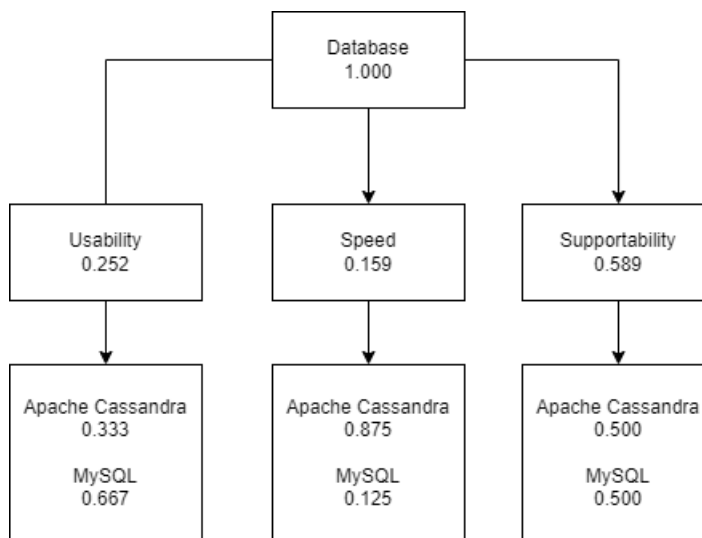 Database
1.000
Usability
0.252
Speed
0.159
Supportability
0.589
Apache Cassandra
0.333
MySQL
0.667
Apache Cassandra
0.875
MySQL
0.125
Apache Cassandra
0.500
MySQL
0.500